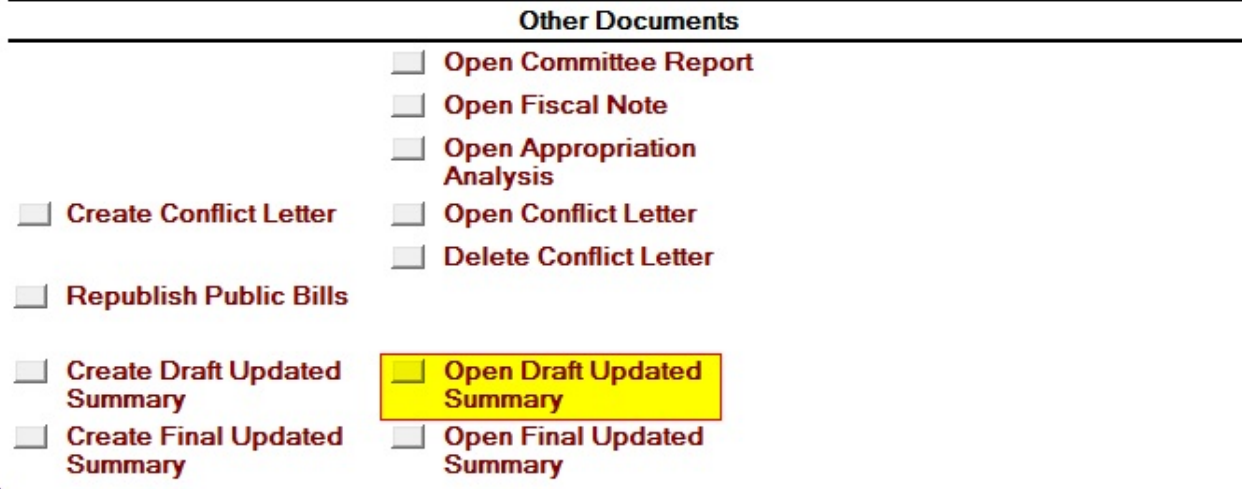 Other Documents
Open Committee Report
Open Fiscal Note
Open Appropriation
Analysis
Create Conflict Letter
Open Conflict Letter
Delete Conflict Letter
Republish Public Bills
Create Draft Updated
Summary
Open Draft Updated
Summary
Create Final Updated
Summary
Open Final Updated
Summary